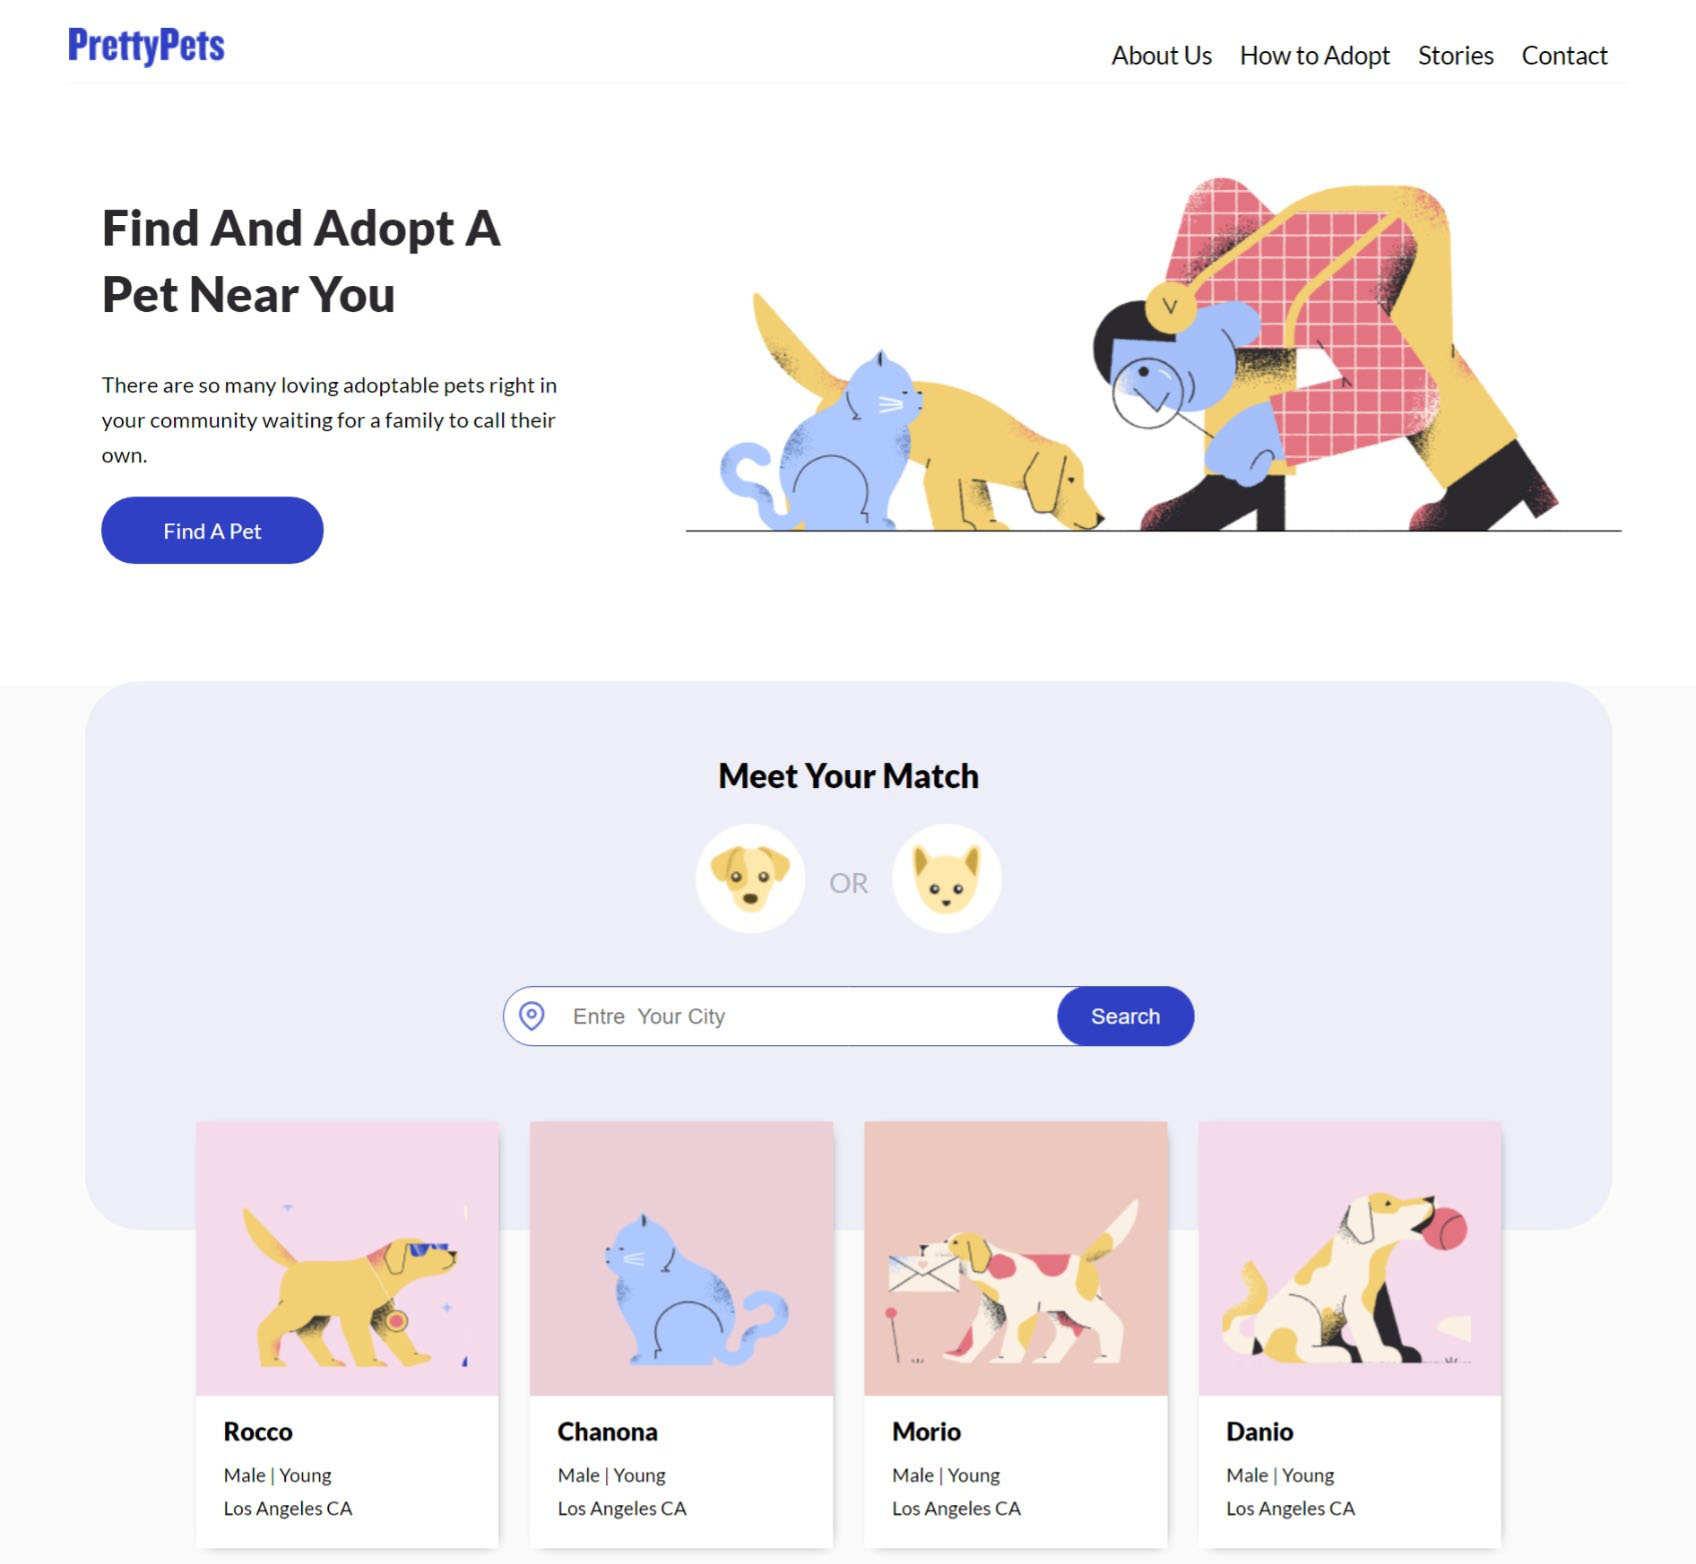 PrettyPets
About Us How to Adopt Stories Contact
Find And Adopt A
Pet Near You
There are so many loving adoptable pets right in
your community waiting for a family to call their
own.
Find A Pet
Meet Your Match
OR
Entre  Your City
Search
Rocco
Male | Young
Los Angeles CA
Chanona
Male | Young
Los Angeles CA
Morio
Male | Young
Los Angeles CA
Danio
Male | Young
Los Angeles CA